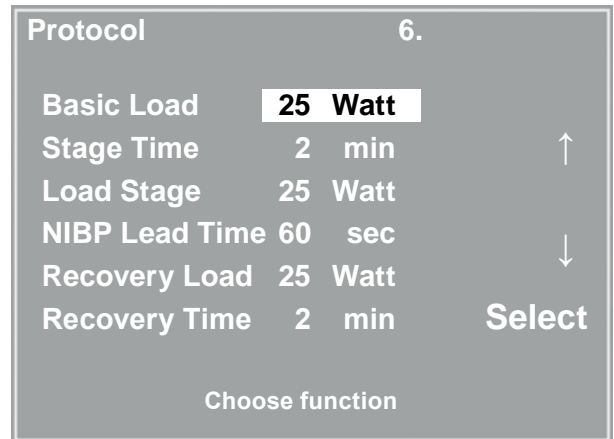 Protocol 6.
Basic Load 25 Watt
Stage Time 2 min
↑
Load Stage 25 Watt
NIBP Lead Time 60 sec
↓
Recovery Load 25 Watt
Recovery Time 2 min Select
Choose function